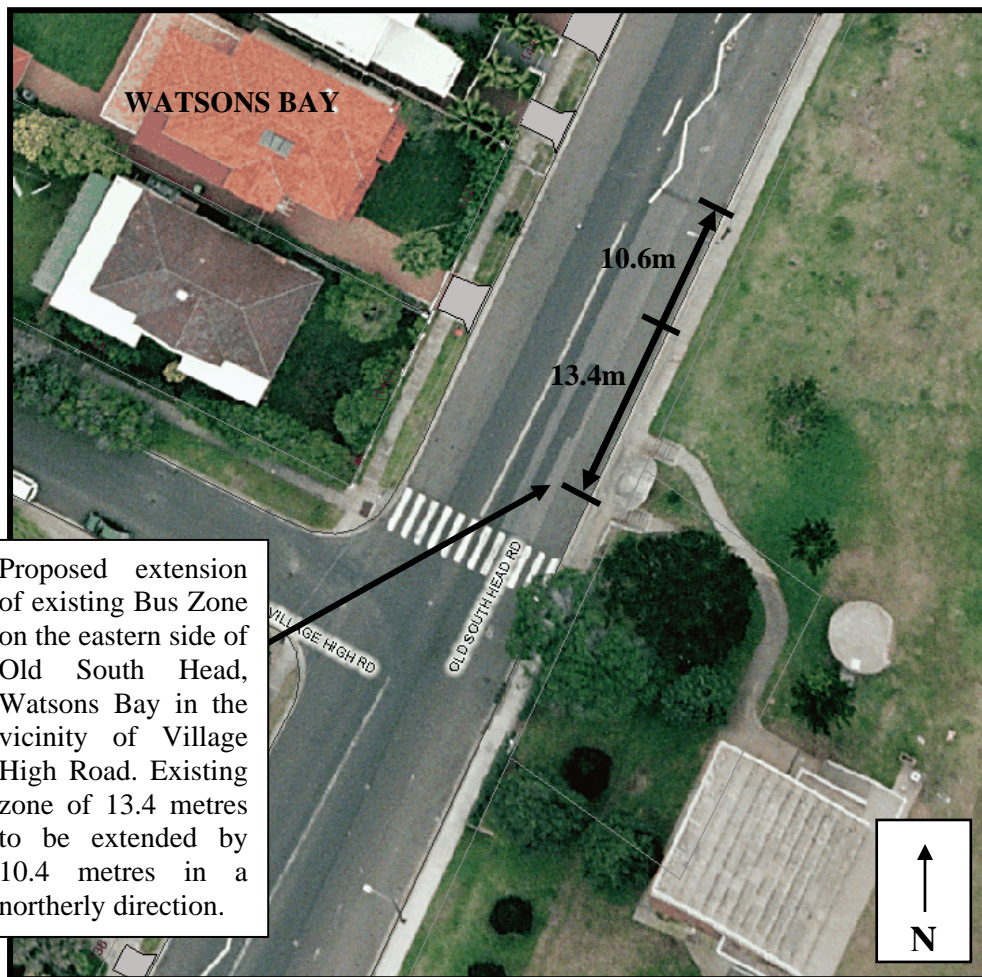 WATSONS BAY
10.6m
13.4m
Proposed extension
of existing Bus Zone
on the eastern side of
Old South Head,
Watsons Bay in the
vicinity of Village
High Road. Existing
zone of 13.4 metres
to be extended by
10.4 metres in a
northerly direction.
VILLAGE HIGH RD
OLD SOUTH HEAD RD
N